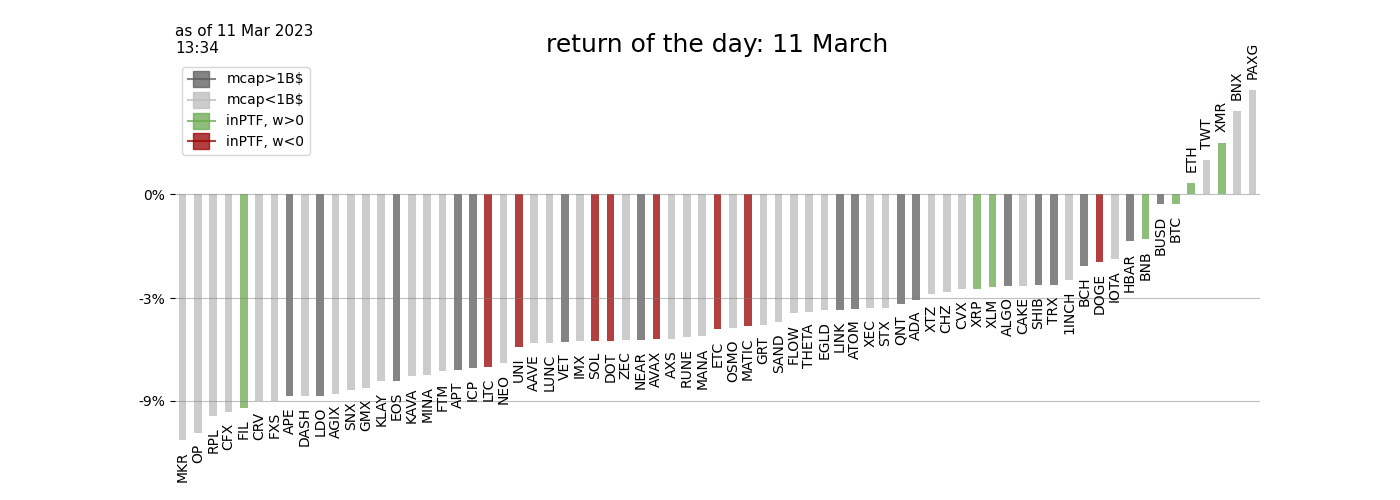 as of 11 Mar 2023
13:34
return of the day: 11 March
mcap>1B$
mcap<1B$
inPTF, w>0
inPTF, w<0
0%
-3%
-9%
MKR
OP
RPL
CFX
FIL
CRV
FXS
APE
DASH
LDO
AGIX
SNX
GMX
KLAY
EOS
KAVA
MINA
FTM
APT
ICP
LTC
NEO
UNI
AAVE
LUNC
VET
IMX
SOL
DOT
ZEC
NEAR
AVAX
AXS
RUNE
MANA
ETC
OSMO
MATIC
GRT
SAND
FLOW
THETA
EGLD
LINK
ATOM
XEC
STX
QNT
ADA
XTZ
CHZ
CVX
XRP
XLM
ALGO
CAKE
SHIB
TRX
1INCH
BCH
DOGE
IOTA
HBAR
BNB
BUSD
BTC
ETH
TWT
XMR
BNX
PAXG